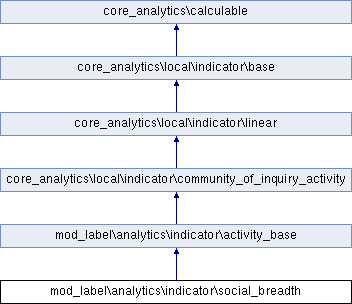 core_analytics\calculable
core_analytics\local\indicator\base
core_analytics\local\indicator\linear
core_analytics\local\indicator\community_of_inquiry_activity
mod_label\analytics\indicator\activity_base
mod_label\analytics\indicator\social_breadth